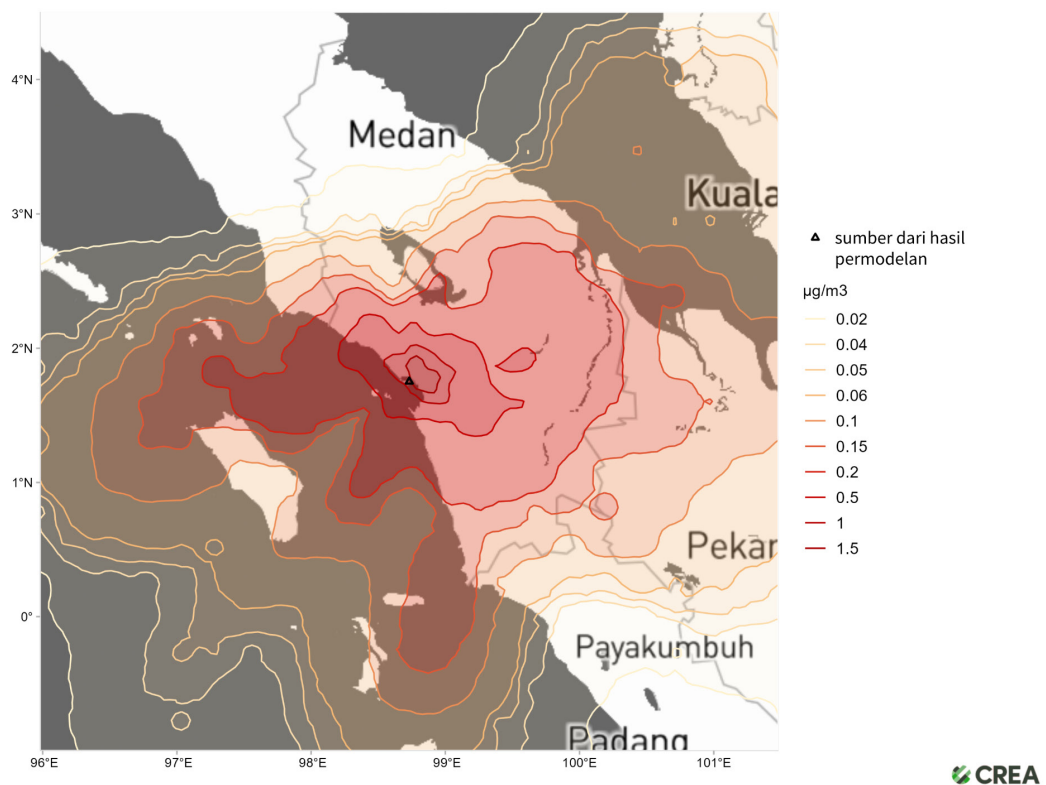 4°N
3°N
2°N
1°N
0°
96°E
97°E
98°E
99°E
100°E
101°E
Medan
Kuala
Pekan
Payakumbuh
Padang
sumber dari hasil
permodelan
µg/m3
0.02
0.04
0.05
0.06
0.1
0.15
0.2
0.5
1
1.5
CREA